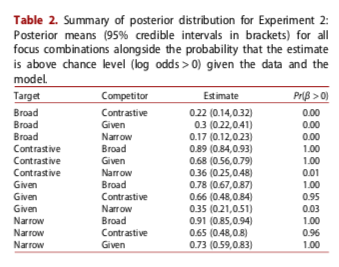 Table 2. Summary of posterior distribution for Experiment 2:
Posterior means (95% credible intervals in brackets) for all
focus combinations alongside the probability that the estimate
is above chance level (log odds > 0) given the data and the
model.
Target Competitor Estimate Pr(β > 0)
Broad Contrastive 0.22 (0.14,0.32) 0.00
Broad Given 0.3 (0.22,0.41) 0.00
Broad Narrow 0.17 (0.12,0.23) 0.00
Contrastive Broad 0.89 (0.84,0.93) 1.00
Contrastive Given 0.68 (0.56,0.79) 1.00
Contrastive Narrow 0.36 (0.25,0.48) 0.01
Given Broad 0.78 (0.67,0.87) 1.00
Given Contrastive 0.66 (0.48,0.84) 0.95
Given Narrow 0.35 (0.21,0.51) 0.03
Narrow Broad 0.91 (0.85,0.94) 1.00
Narrow Contrastive 0.65 (0.48,0.8) 0.96
Narrow Given 0.73 (0.59,0.83) 1.00